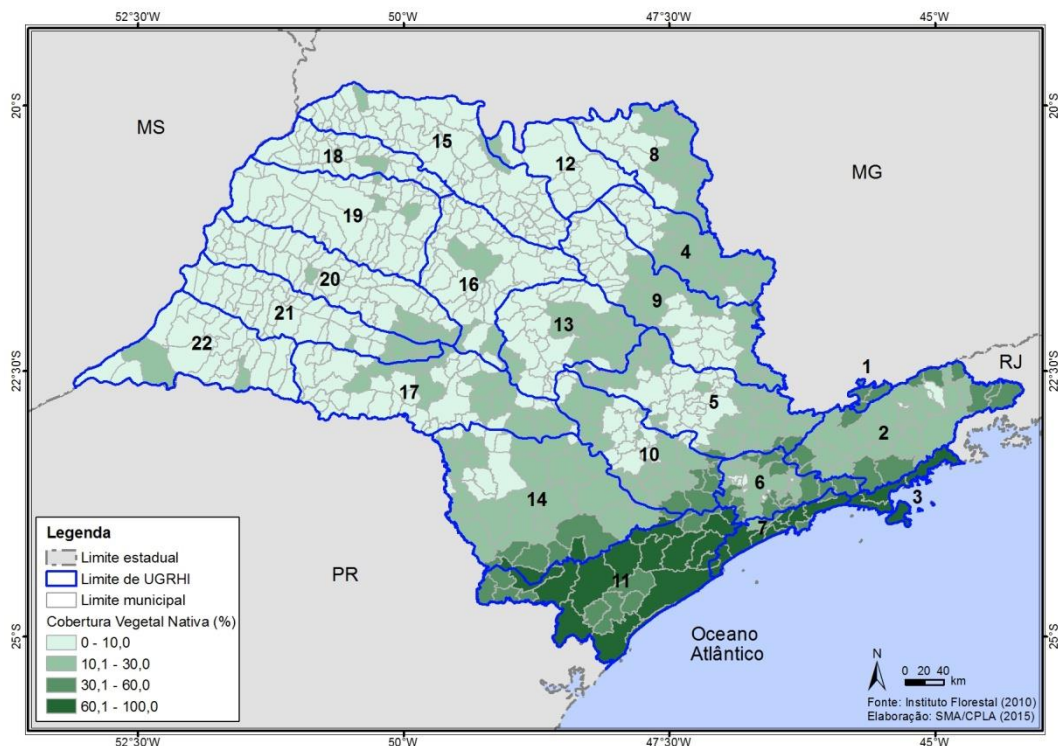 52°30'W 50°W 47°30'W 45°W
20°S 20°S
MS
MG
15
18
12
8
19
4
20
16
9
21
13
22
22°30'S 22°30'S
17
1
RJ
5
2
10
6
3
14
7
11
PR
25°S 25°S
Oceano
Atlântico
Legenda
Limite estadual
Limite de UGRHI
Limite municipal
Cobertura Vegetal Nativa (%)
0 - 10,0
10,1 - 30,0
30,1 - 60,0
60,1 - 100,0
N
0 20 40
km
Fonte: Instituto Florestal (2010)
Elaboração: SMA/CPLA (2015)
52°30'W 50°W 47°30'W 45°W